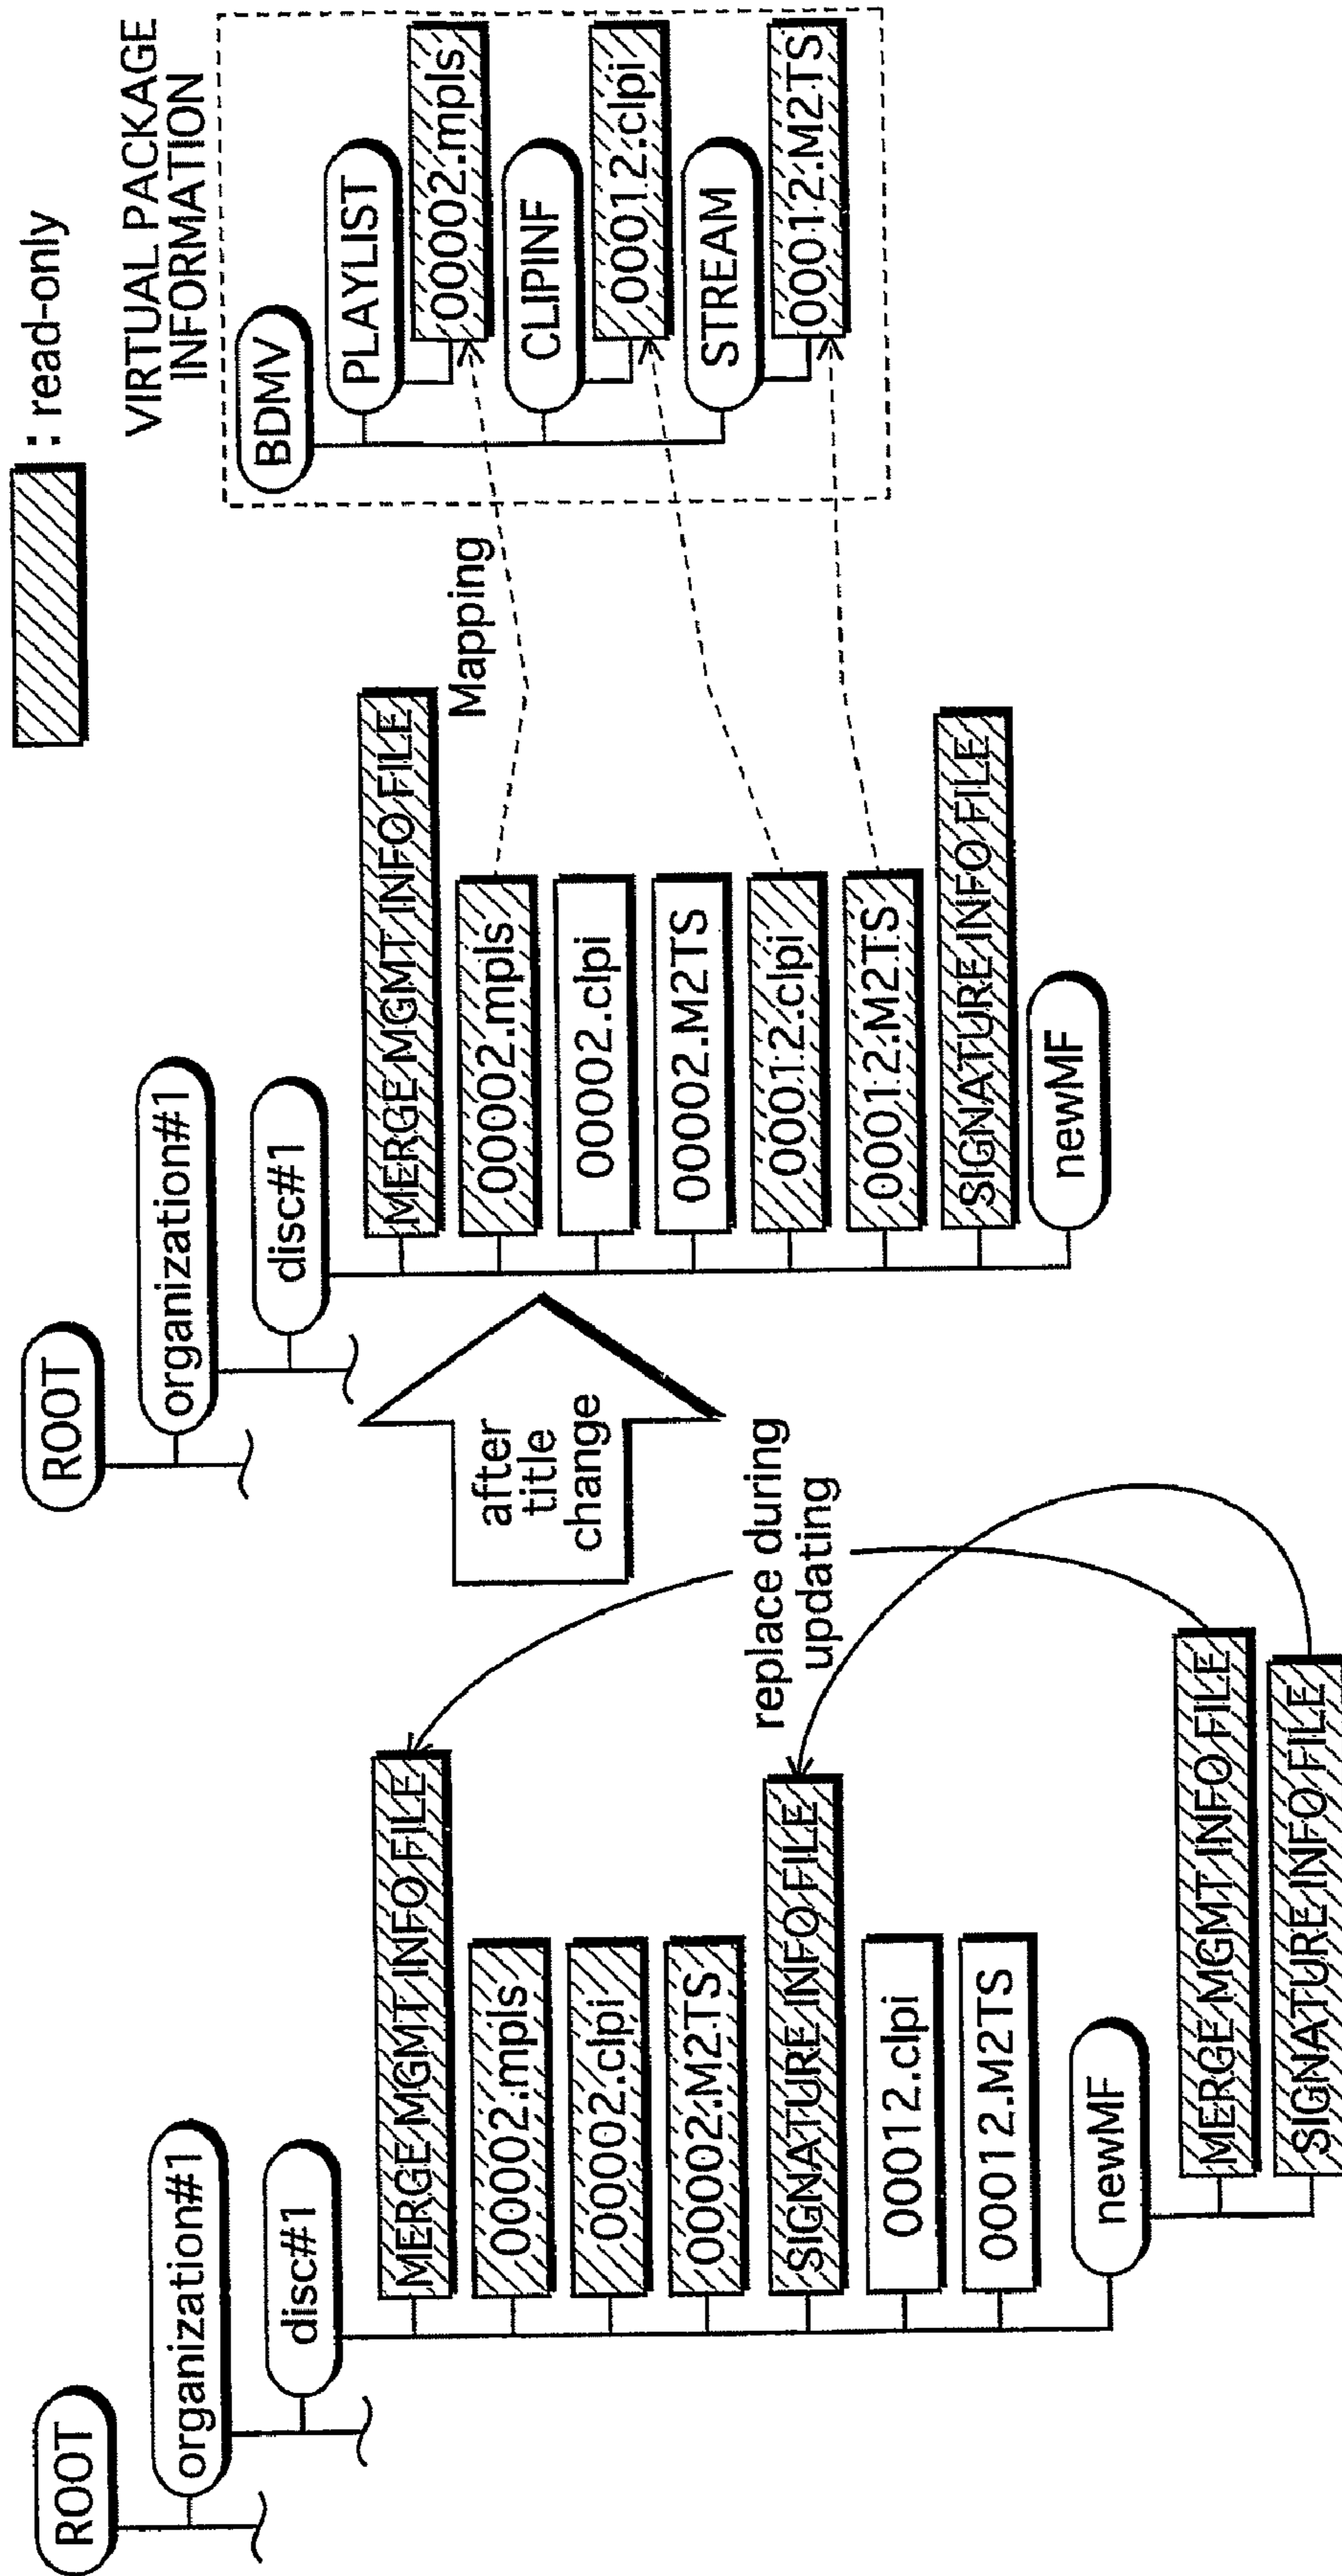 : read-only
ROOT
organization#1
disc#1
MERGE MGMT INFO FILE
00002.mpls
00002.clpi
00002.M2TS
SIGNATURE INFO FILE
00012.clpi
00012.M2TS
newMF
MERGE MGMT INFO FILE
SIGNATURE INFO FILE
replace during
updating
after
title
change
ROOT
organization#1
disc#1
MERGE MGMT INFO FILE
00002.mpls
00002.clpi
00002.M2TS
00012.clpi
00012.M2TS
SIGNATURE INFO FILE
newMF
Mapping
VIRTUAL PACKAGE
INFORMATION
BDMV
PLAYLIST
00002.mpls
CLIPINF
00012.clpi
STREAM
00012.M2TS